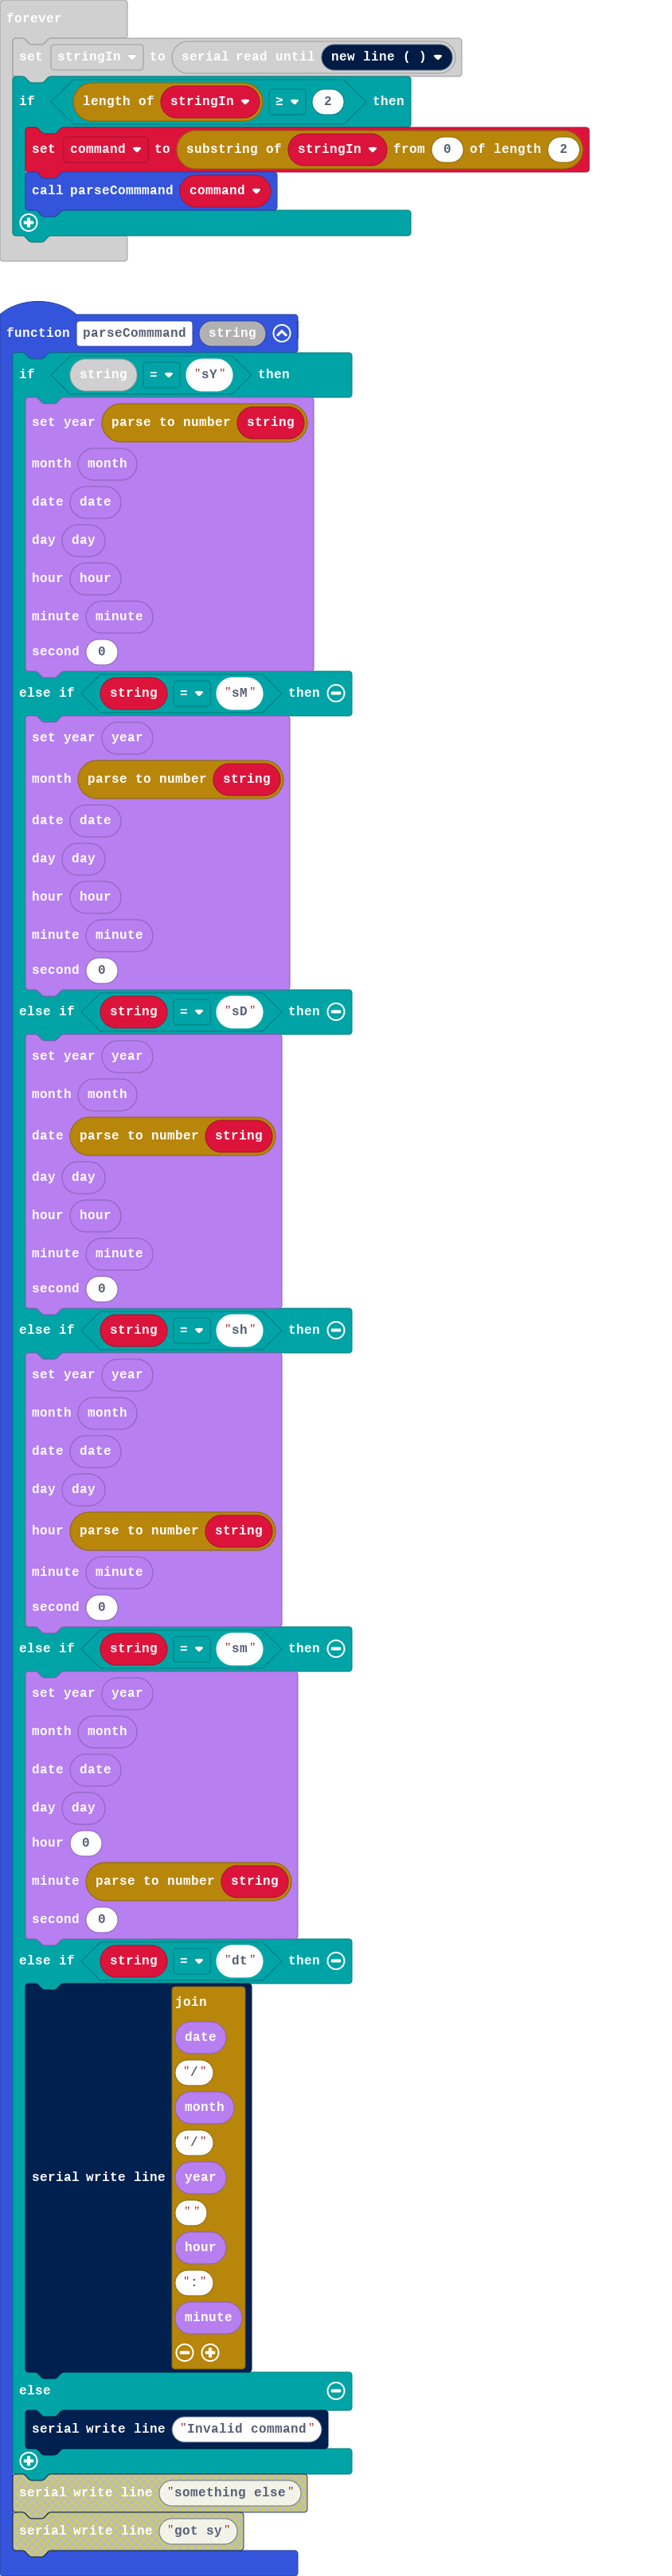 forever
set stringIn to serial read until new line ( )
if length of stringIn ≥ 2 then
set command to substring of stringIn from 0 of length 2
call parseCommmand command
function parseCommmand string
if string = "sY" then
set year parse to number string
month month
date date
day day
hour hour
minute minute
second 0
else if string = "sM" then
set year year
month parse to number string
date date
day day
hour hour
minute minute
second 0
else if string = "sD" then
set year year
month month
date parse to number string
day day
hour hour
minute minute
second 0
else if string = "sh" then
set year year
month month
date date
day day
hour parse to number string
minute minute
second 0
else if string = "sm" then
set year year
month month
date date
day day
hour 0
minute parse to number string
second 0
else if string = "dt" then
join
date
"/"
month
"/"
serial write line year
" "
hour
":"
minute
else
serial write line "Invalid command"
serial write line "something else"
serial write line "got sy"